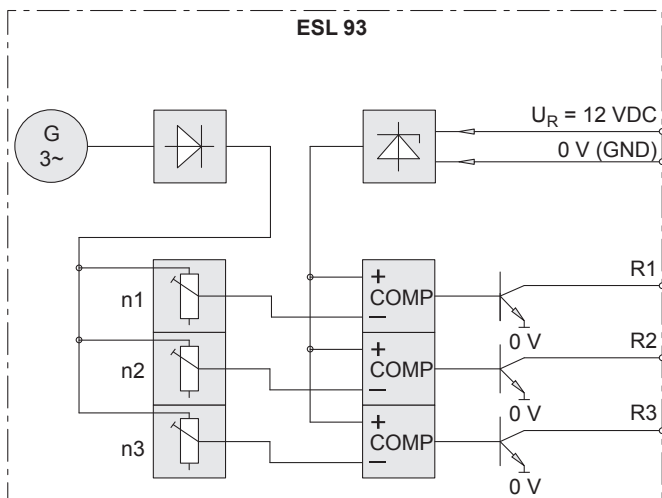 ESL 93
G
3~
U_R = 12 VDC
0 V (GND)
n1
+
COMP
−
R1
0 V
n2
+
COMP
−
R2
0 V
n3
+
COMP
−
R3
0 V